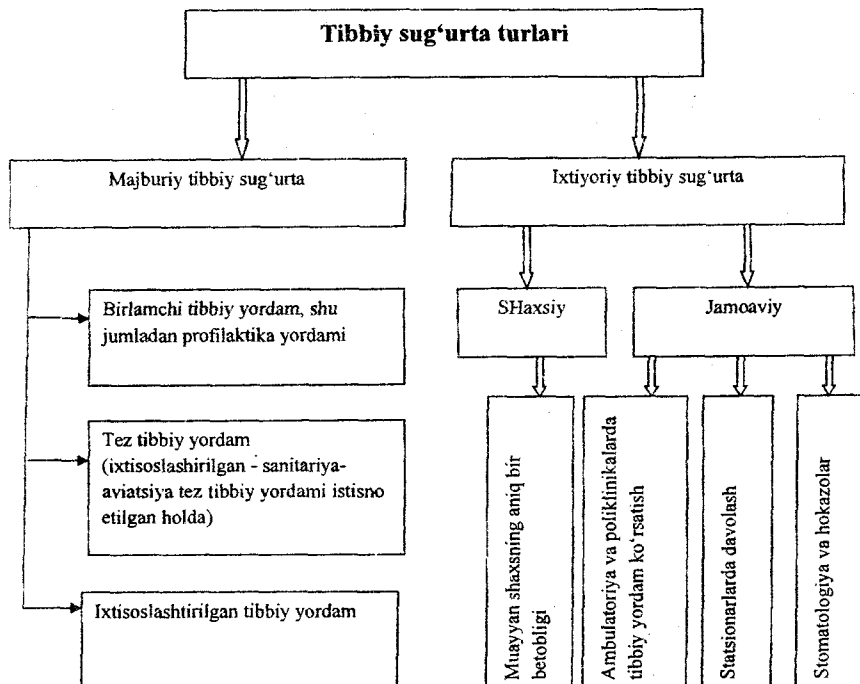 Tibbiy sug‘urta turlari
Majburiy tibbiy sug‘urta
Ixtiyoriy tibbiy sug‘urta
Birlamchi tibbiy yordam, shu
jumladan profilaktika yordami
Tez tibbiy yordam
(ixtisoslashirilgan - sanitariya-
aviatsiya tez tibbiy yordami istisno
etilgan holda)
Ixtisoslashtirilgan tibbiy yordam
SHaxsiy
Jamoaviy
Muayyan shaxsning aniq bir
betobligi
Ambulatoriya va poliklinikalarda
tibbiy yordam ko‘rsatish
Statsionarlarda davolash
Stomatologiya va hokazolar